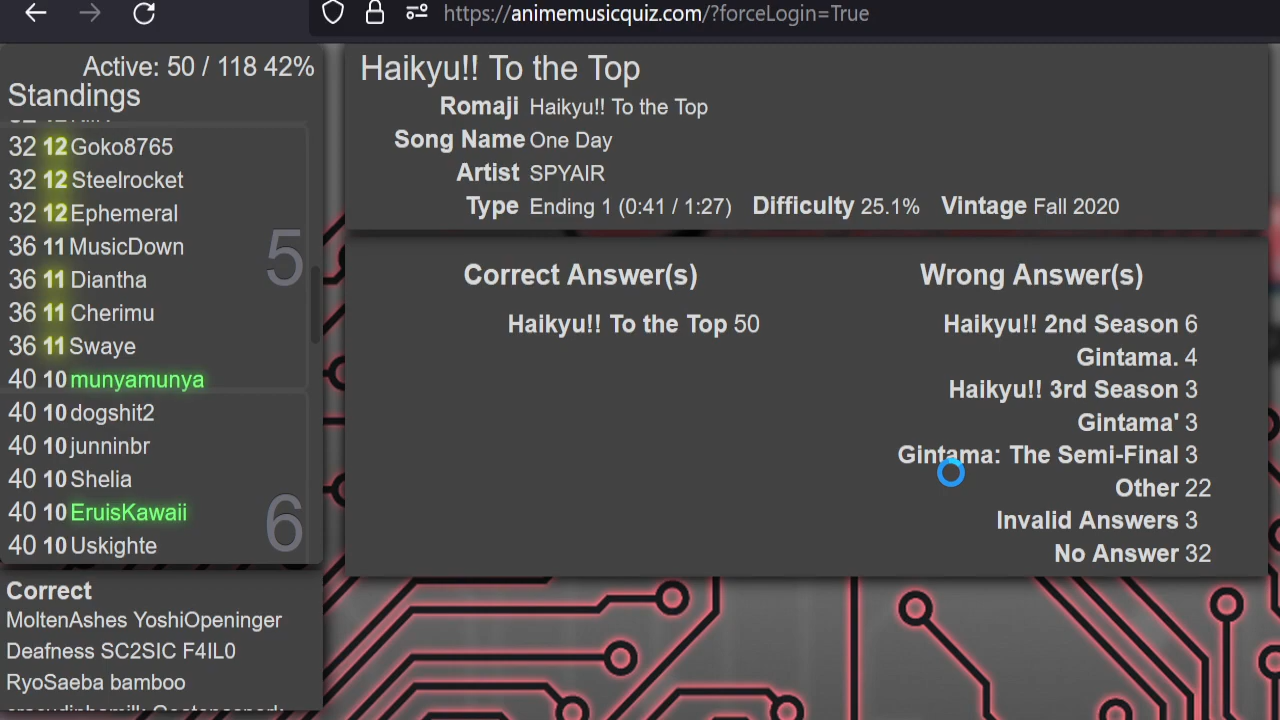 https://animemusicquiz.com/?forceLogin=True
Active: 50 / 118 42%
Standings
32 12 Goko8765
32 12 Steelrocket
32 12 Ephemeral
36 11 MusicDown
36 11 Diantha
36 11 Cherimu
36 11 Swaye
40 10 munyamunya
5
40 10 dogshit2
40 10 junninbr
40 10 Shelia
40 10 EruisKawaii
40 10 Uskighte
6
Correct
MoltenAshes YoshiOpeninger
Deafness SC2SIC F4IL0
RyoSaeba bamboo
Haikyu!! To the Top
Romaji Haikyu!! To the Top
Song Name One Day
Artist SPYAIR
Type Ending 1 (0:41 / 1:27) Difficulty 25.1% Vintage Fall 2020
Correct Answer(s)
Haikyu!! To the Top 50
Wrong Answer(s)
Haikyu!! 2nd Season 6
Gintama. 4
Haikyu!! 3rd Season 3
Gintama' 3
Gintama: The Semi-Final 3
Other 22
Invalid Answers 3
No Answer 32